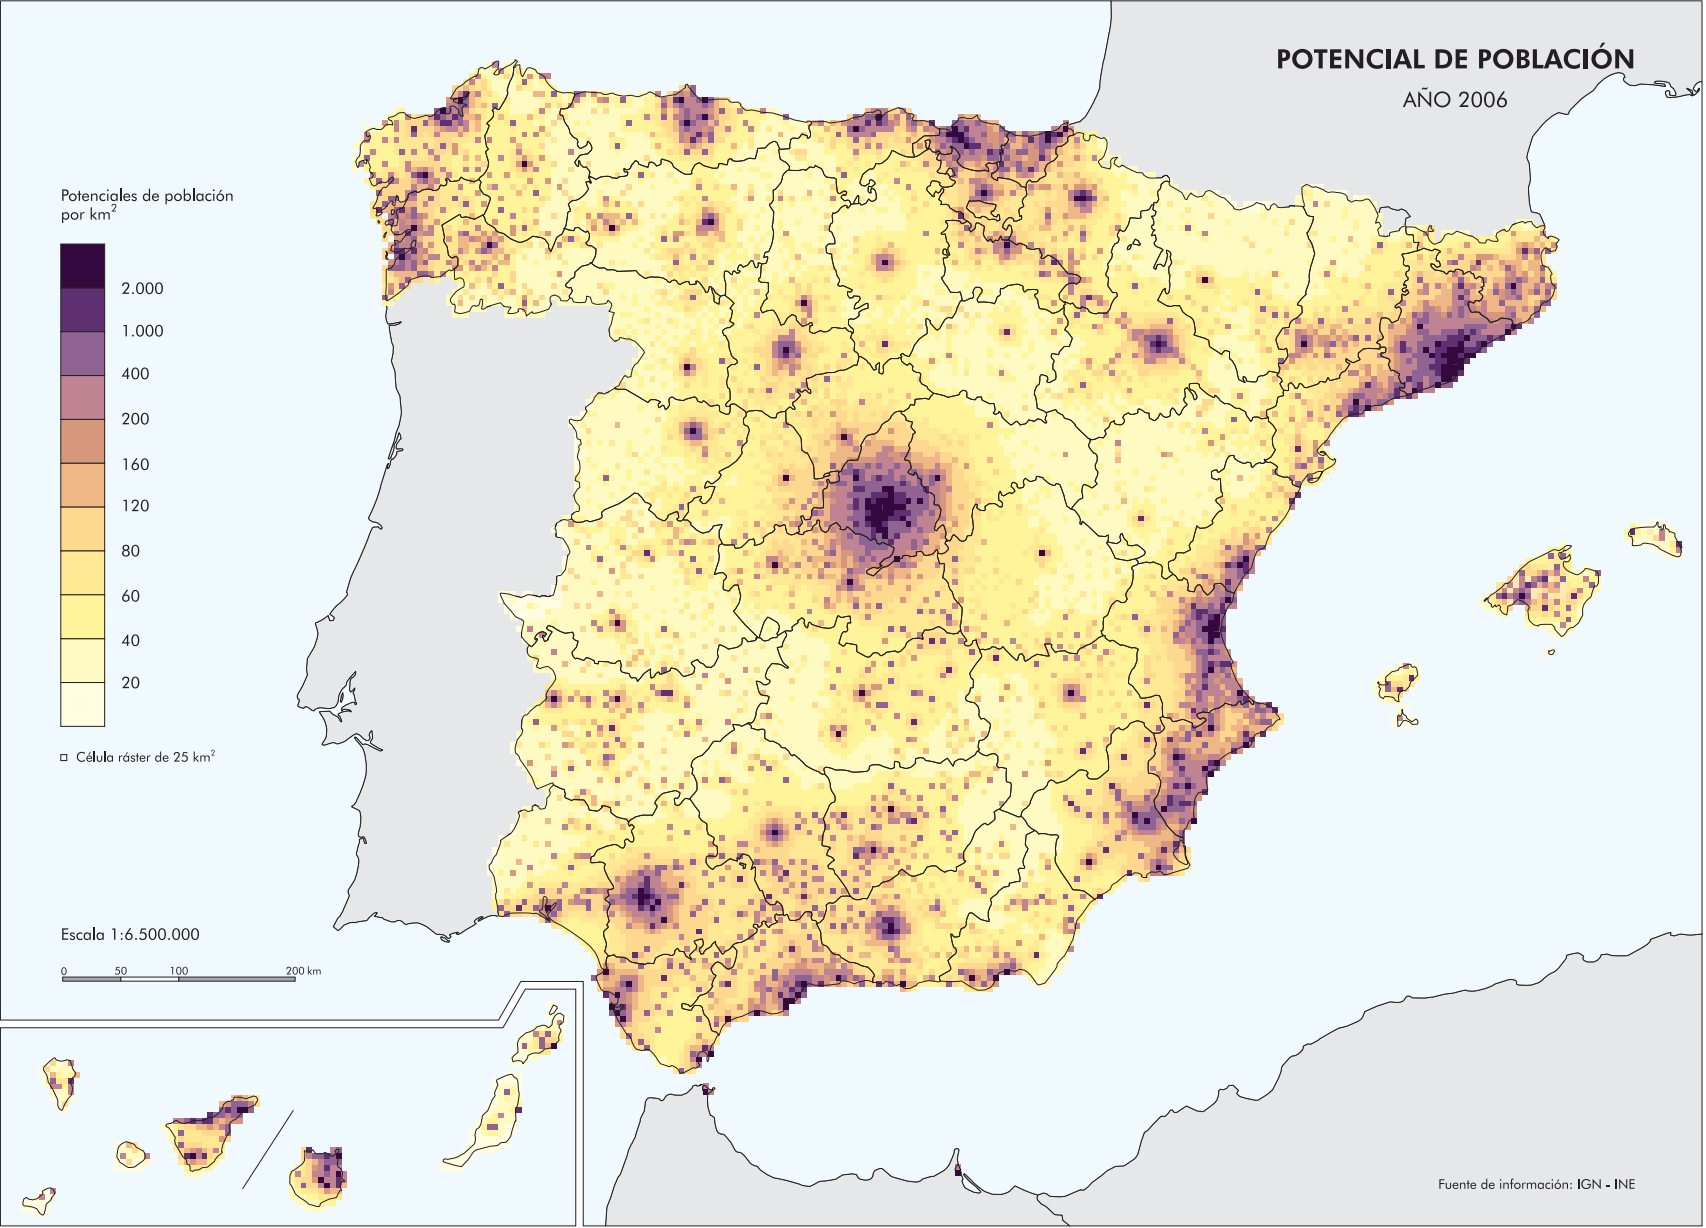 POTENCIAL DE POBLACIÓN
AÑO 2006
Potenciales de población
por km²
2.000
1.000
400
200
160
120
80
60
40
20
Célula ráster de 25 km²
Escala 1:6.500.000
0 50 100 200 km
Fuente de información: IGN - INE